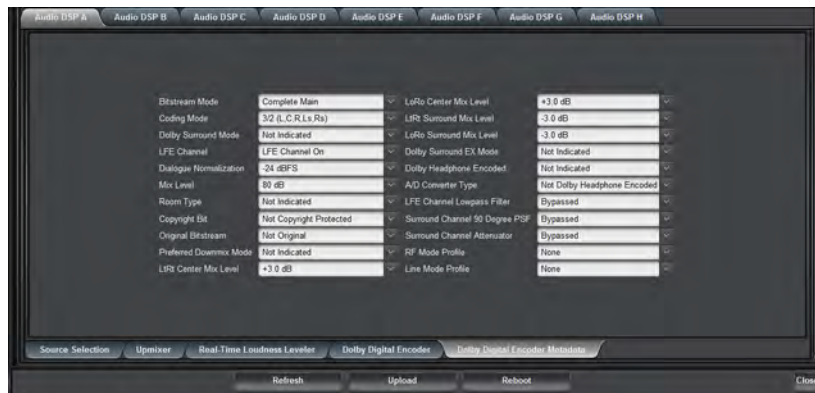 Audio DSP A Audio DSP B Audio DSP C Audio DSP D Audio DSP E Audio DSP F Audio DSP G Audio DSP H
Bitstream Mode Complete Main LoRo Center Mix Level +3.0 dB
Coding Mode 3/2 (L,C,R,Ls,Rs) LtRt Surround Mix Level -3.0 dB
Dolby Surround Mode Not Indicated LoRo Surround Mix Level -3.0 dB
LFE Channel LFE Channel On Dolby Surround EX Mode Not Indicated
Dialogue Normalization -24 dBFS Dolby Headphone Encoded Not Indicated
Mix Level 80 dB A/D Converter Type Not Dolby Headphone Encoded
Room Type Not Indicated LFE Channel Lowpass Filter Bypassed
Copyright Bit Not Copyright Protected Surround Channel 90 Degree PSF Bypassed
Original Bitstream Not Original Surround Channel Attenuator Bypassed
Preferred Downmix Mode Not Indicated RF Mode Profile None
LtRt Center Mix Level +3.0 dB Line Mode Profile None
Source Selection Upmixer Real-Time Loudness Leveler Dolby Digital Encoder Dolby Digital Encoder Metadata
Refresh Upload Reboot Close